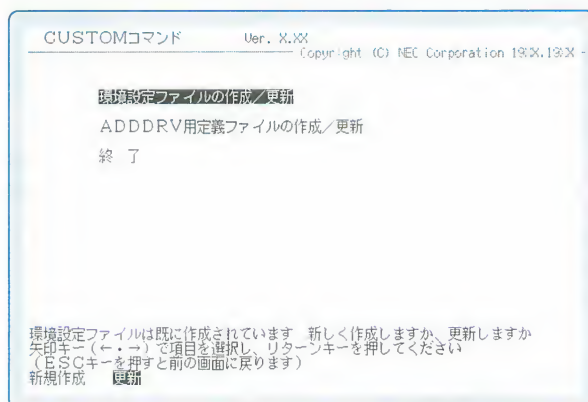 CUSTOMコマンド Ver. X.XX
Copyright (C) NEC Corporation 19XX,19XX
環境設定ファイルの作成/更新
ADDDRV用定義ファイルの作成/更新
終 了
環境設定ファイルは既に作成されています 新しく作成しますか、更新しますか
矢印キー(←・→)で項目を選択し、リターンキーを押してください
(ESCキーを押すと前の画面に戻ります)
新規作成 更新